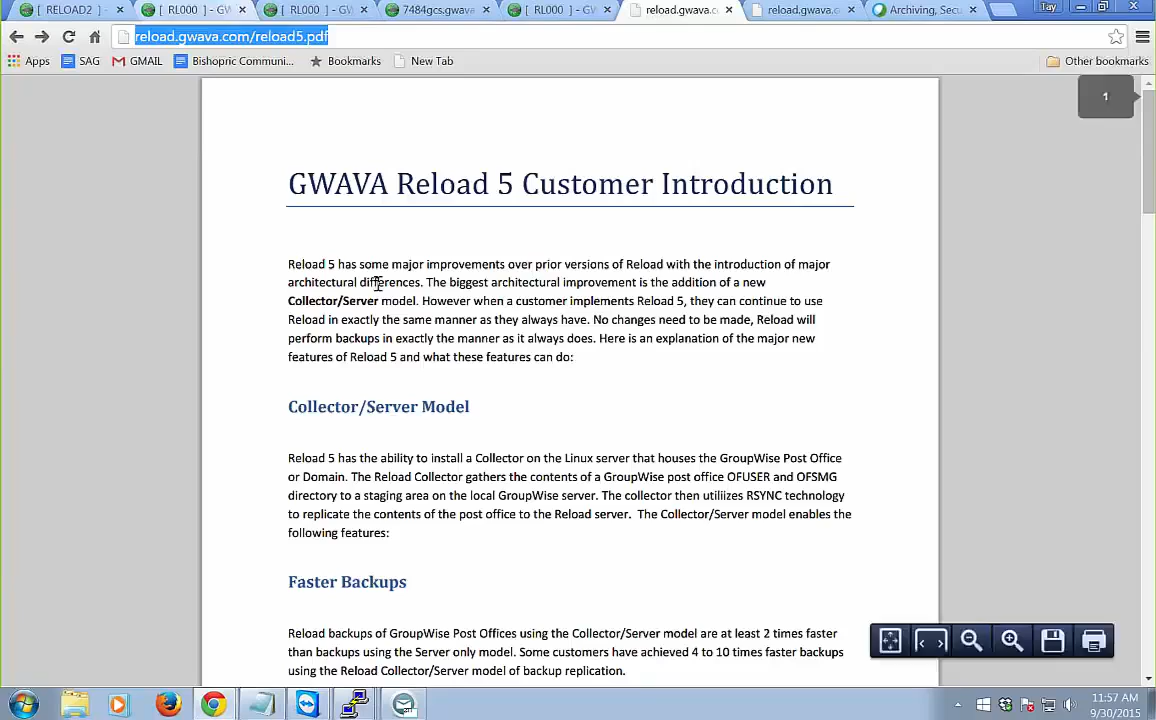 [ RELOAD2 ] -
[ RL000 ] - GW
[ RL000 ] - GW
7484gcs.gwava
[ RL000 ] - GW
reload.gwava.c
reload.gwava.c
Archiving, Secu
Tay
reload.gwava.com/reload5.pdf
Apps
SAG
GMAIL
Bishopric Communi...
Bookmarks
New Tab
Other bookmarks
1
GWAVA Reload 5 Customer Introduction
Reload 5 has some major improvements over prior versions of Reload with the introduction of major
architectural differences. The biggest architectural improvement is the addition of a new
Collector/Server model. However when a customer implements Reload 5, they can continue to use
Reload in exactly the same manner as they always have. No changes need to be made, Reload will
perform backups in exactly the manner as it always does. Here is an explanation of the major new
features of Reload 5 and what these features can do:
Collector/Server Model
Reload 5 has the ability to install a Collector on the Linux server that houses the GroupWise Post Office
or Domain. The Reload Collector gathers the contents of a GroupWise post office OFUSER and OFSMG
directory to a staging area on the local GroupWise server. The collector then utiliizes RSYNC technology
to replicate the contents of the post office to the Reload server. The Collector/Server model enables the
following features:
Faster Backups
Reload backups of GroupWise Post Offices using the Collector/Server model are at least 2 times faster
than backups using the Server only model. Some customers have achieved 4 to 10 times faster backups
using the Reload Collector/Server model of backup replication.
11:57 AM
9/30/2015